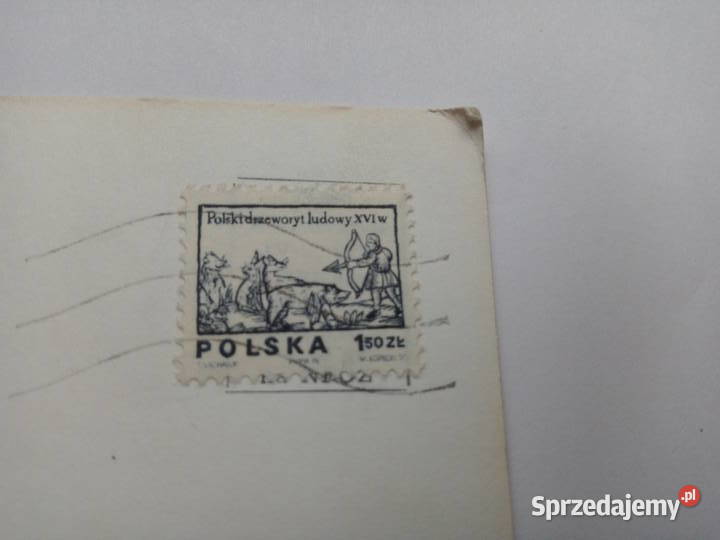 Polski drzeworyt ludowy XVI w
POLSKA 1 50 ZŁ
Sprzedajemy.pl